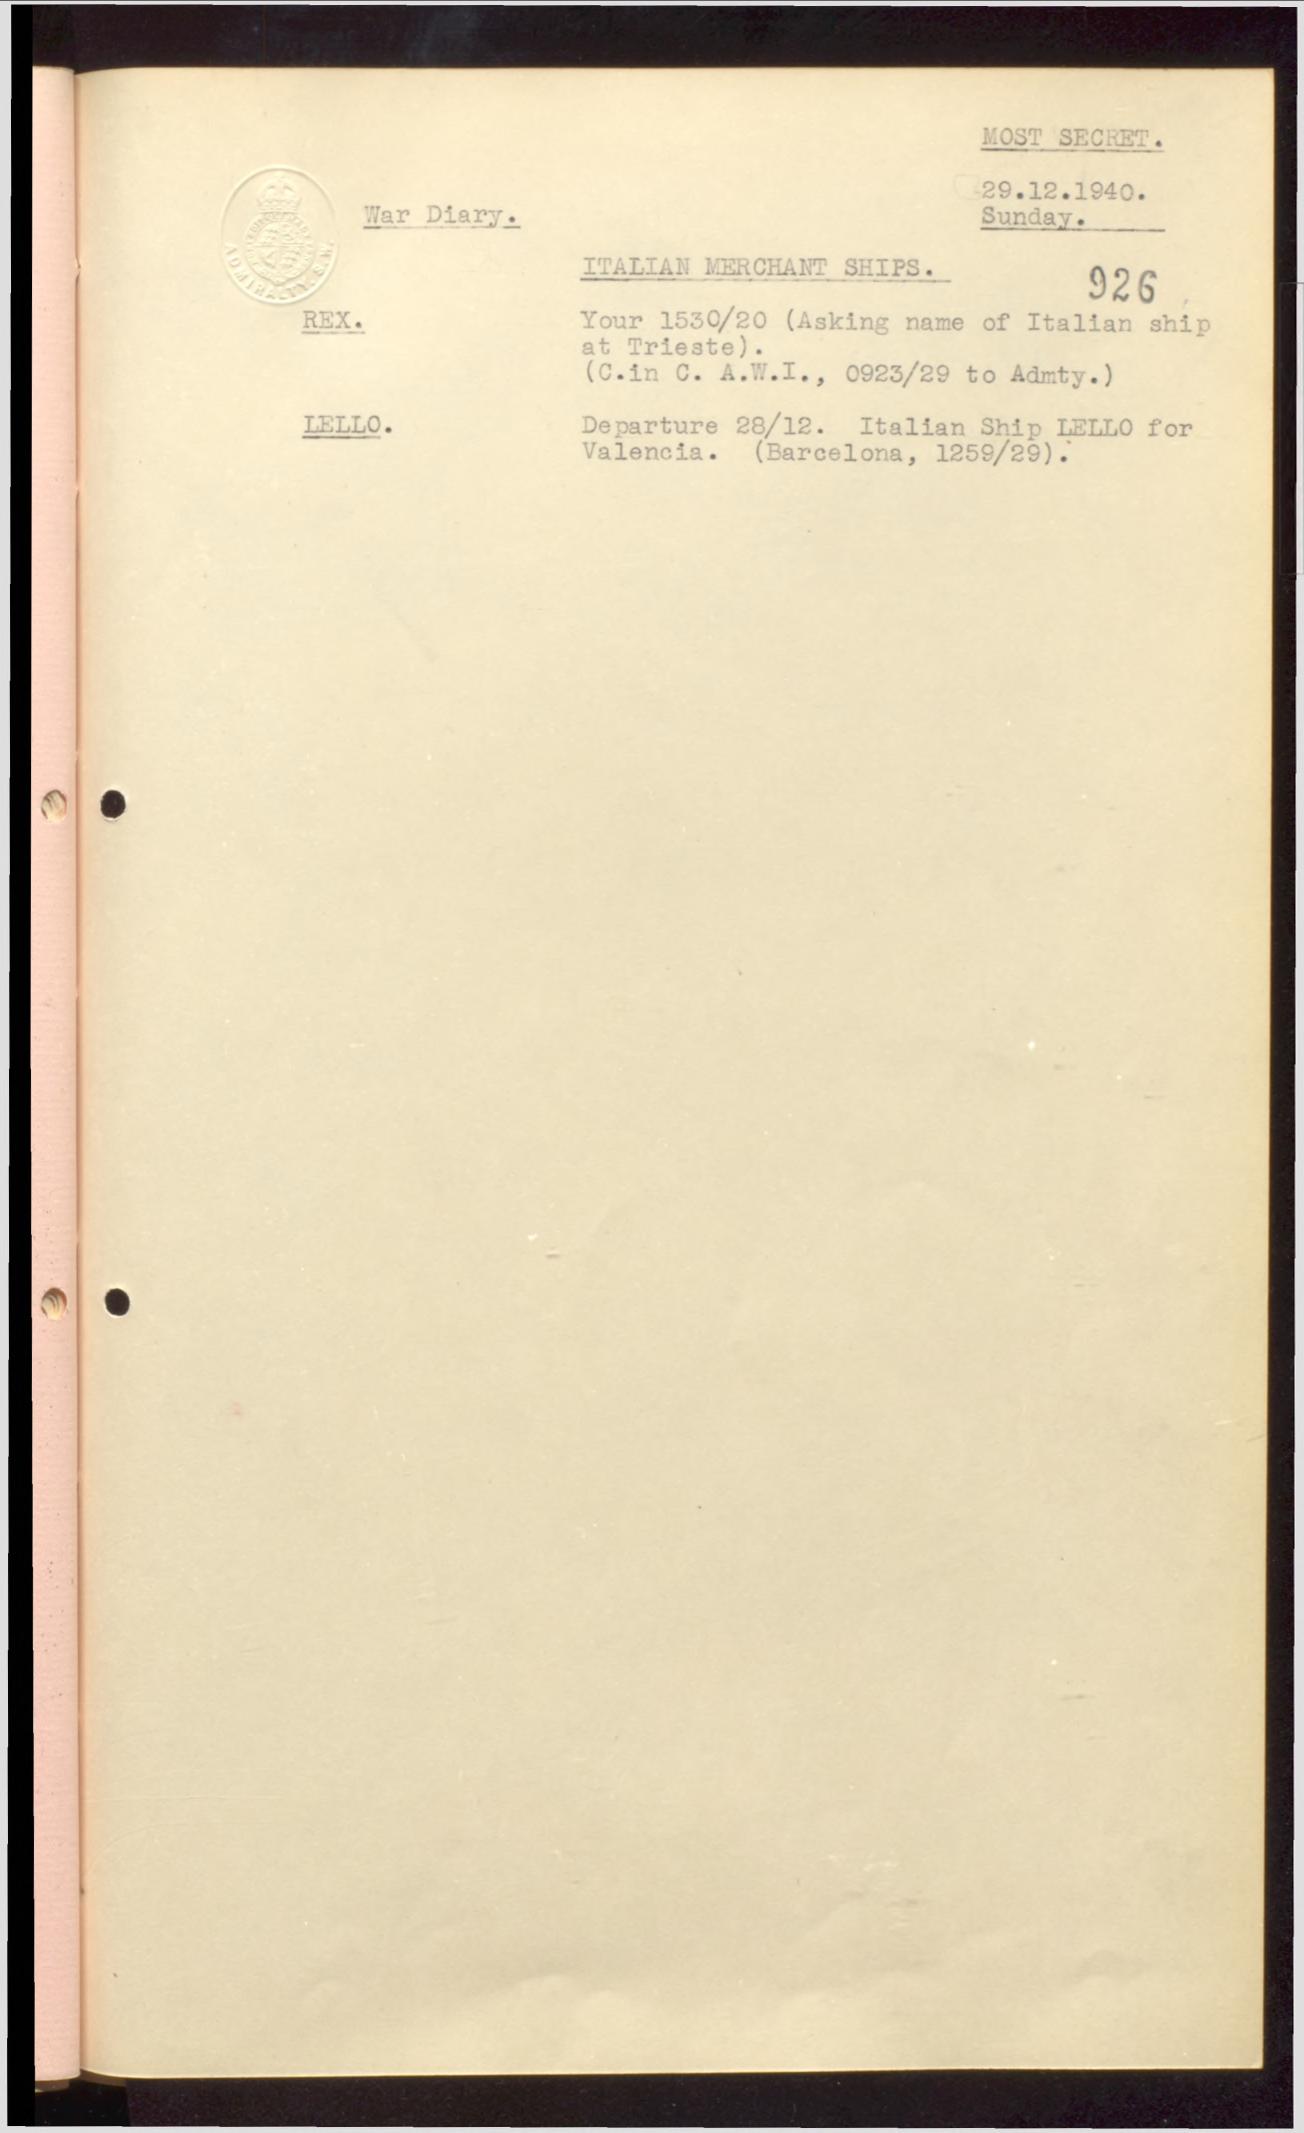 MOST SECRET.
29.12.1940.
Sunday.
War Diary.
ADMIRALTY.S.W.
ITALIAN MERCHANT SHIPS.
926
REX.
Your 1530/20 (Asking name of Italian ship
at Trieste).
(C.in C. A.W.I., 0923/29 to Admty.)
LELLO.
Departure 28/12. Italian Ship LELLO for
Valencia. (Barcelona, 1259/29).